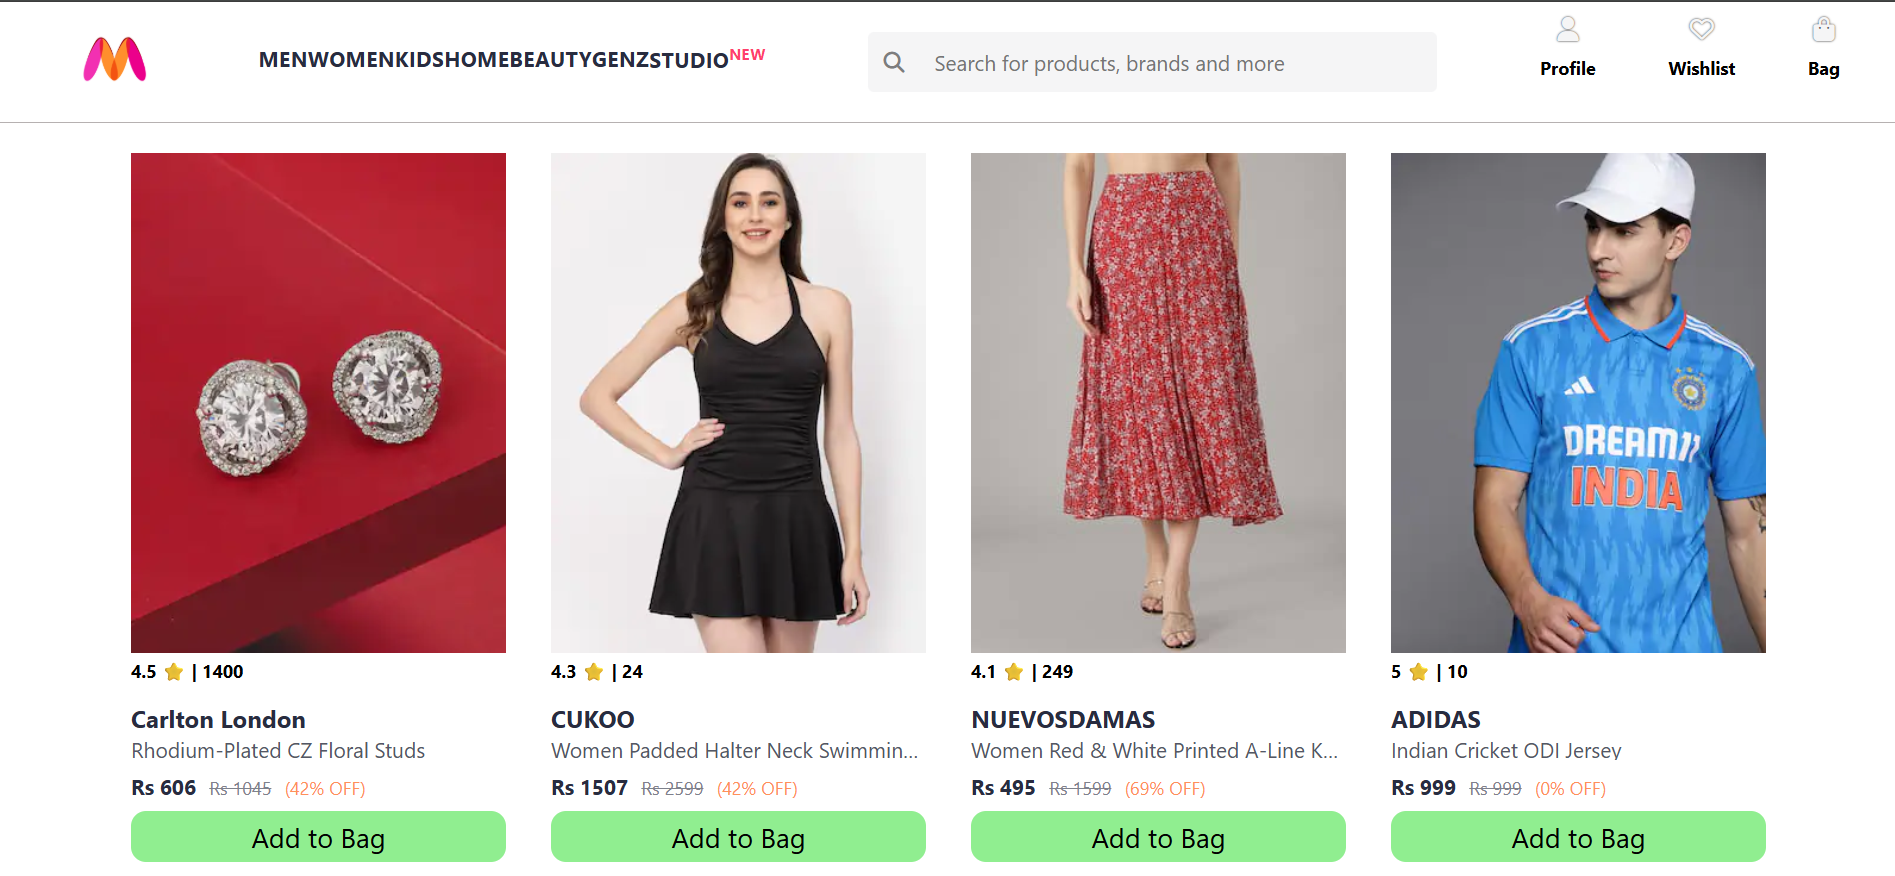 MENWOMENKIDSHOMEBEAUTYGENZSTUDIONEW
Search for products, brands and more
Profile
Wishlist
Bag
DREAM11
INDIA
4.5 ⭐ | 1400
Carlton London
Rhodium-Plated CZ Floral Studs
Rs 606 Rs 1045 (42% OFF)
Add to Bag
4.3 ⭐ | 24
CUKOO
Women Padded Halter Neck Swimmin...
Rs 1507 Rs 2599 (42% OFF)
Add to Bag
4.1 ⭐ | 249
NUEVOSDAMAS
Women Red & White Printed A-Line K...
Rs 495 Rs 1599 (69% OFF)
Add to Bag
5 ⭐ | 10
ADIDAS
Indian Cricket ODI Jersey
Rs 999 Rs 999 (0% OFF)
Add to Bag